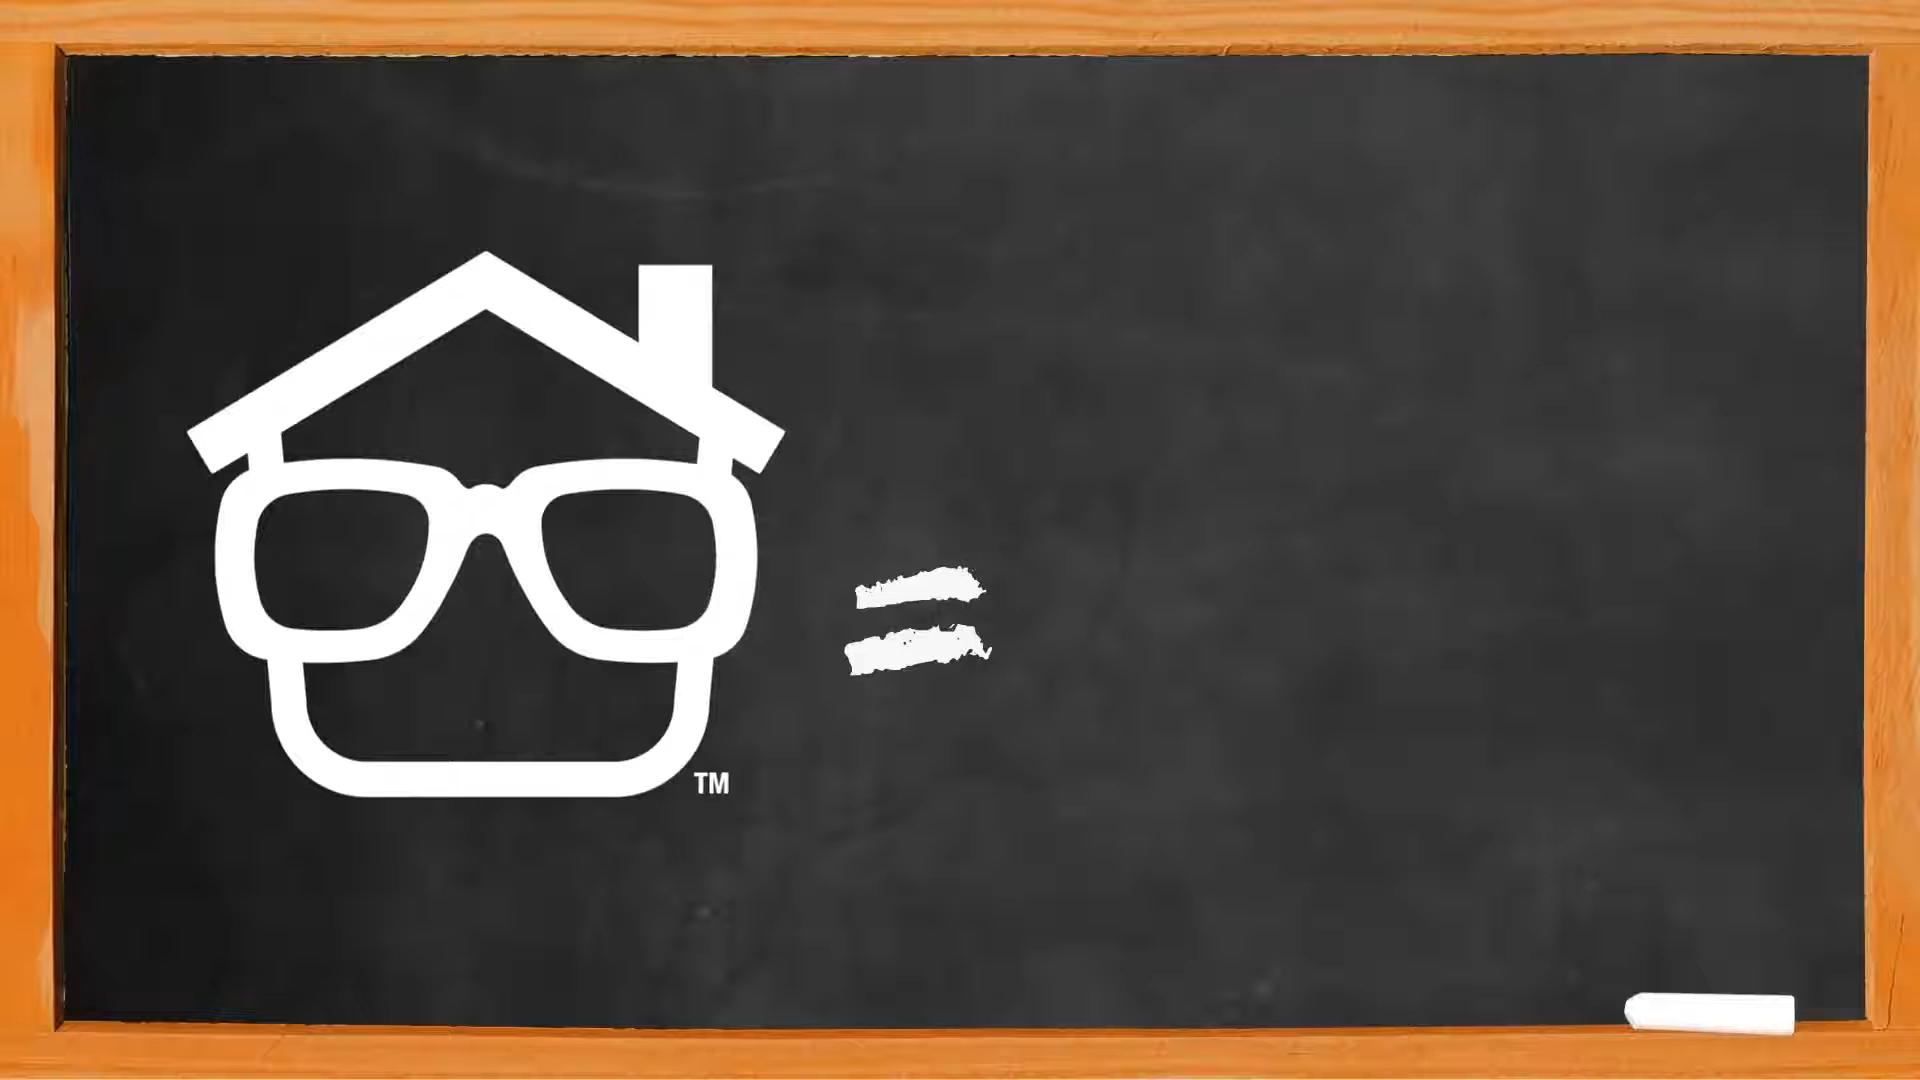 TM
=